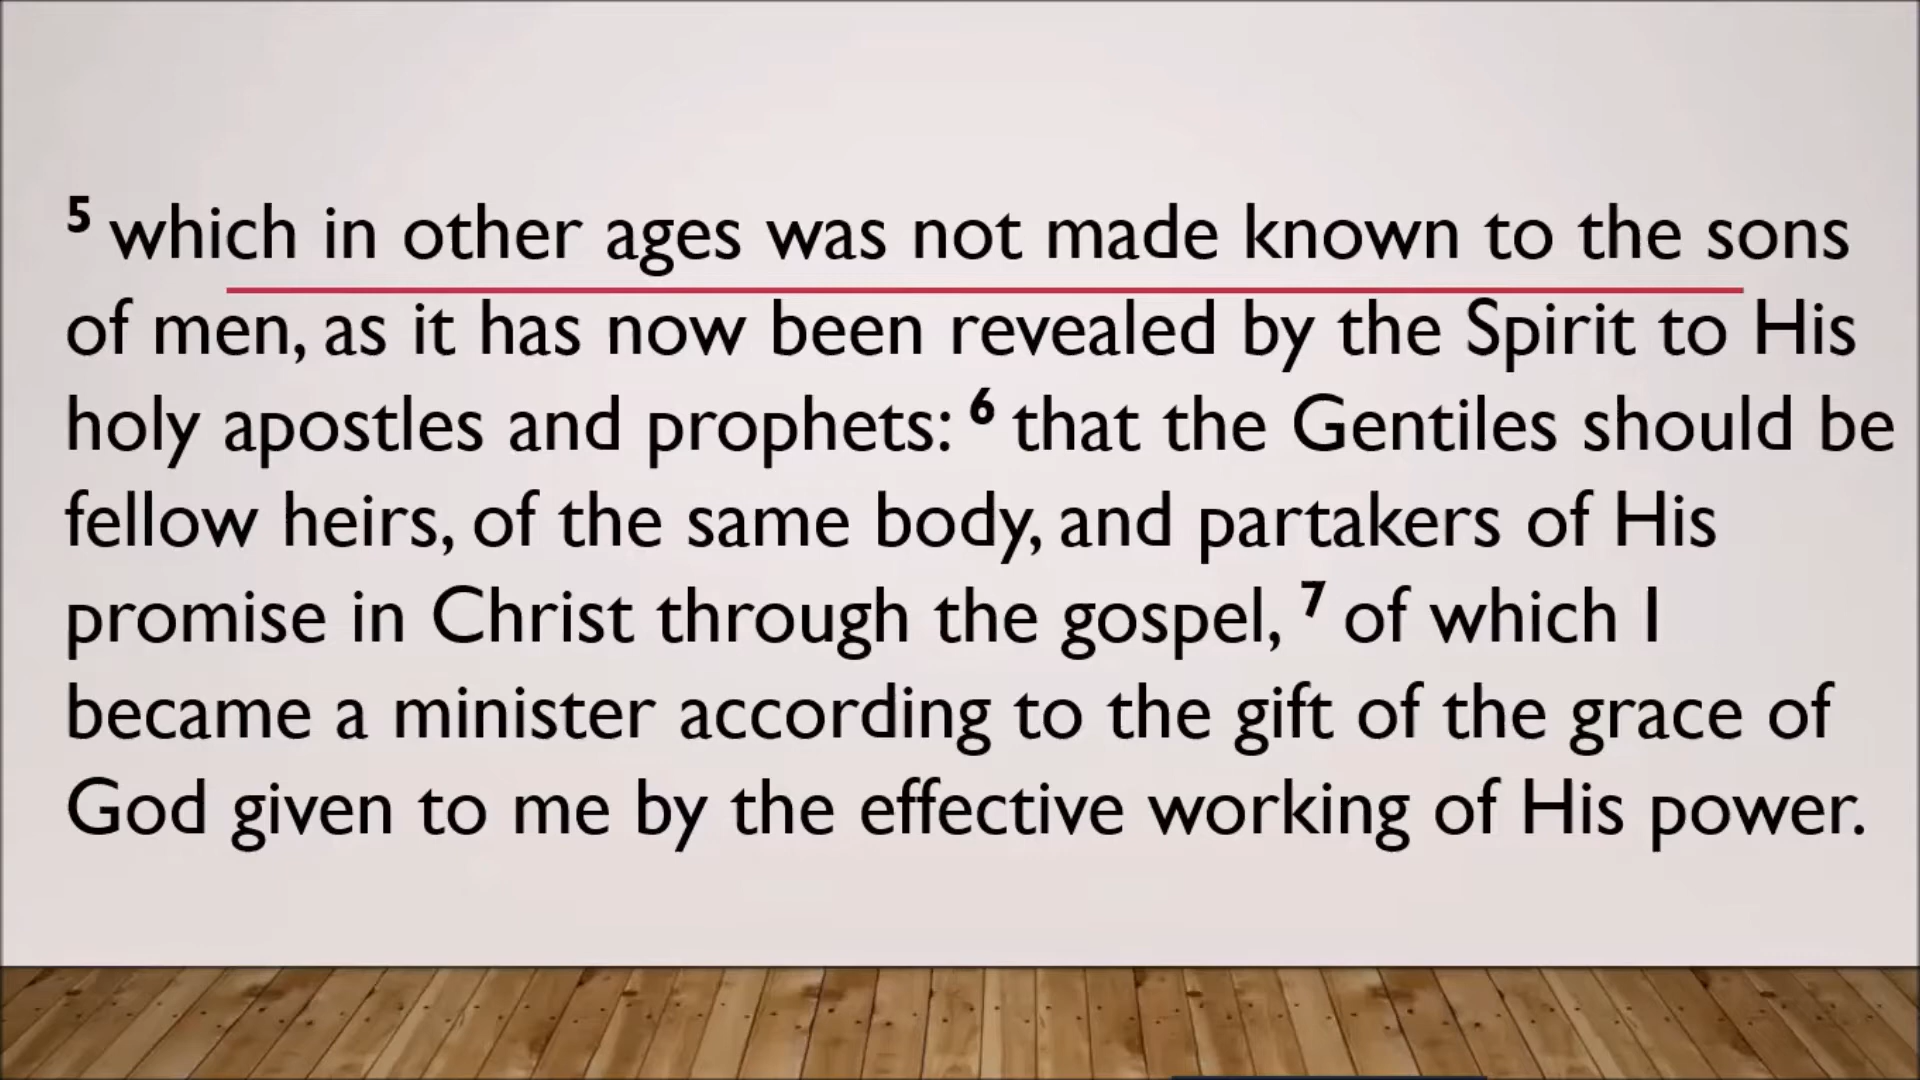 5 which in other ages was not made known to the sons
of men, as it has now been revealed by the Spirit to His
holy apostles and prophets: 6 that the Gentiles should be
fellow heirs, of the same body, and partakers of His
promise in Christ through the gospel, 7 of which I
became a minister according to the gift of the grace of
God given to me by the effective working of His power.